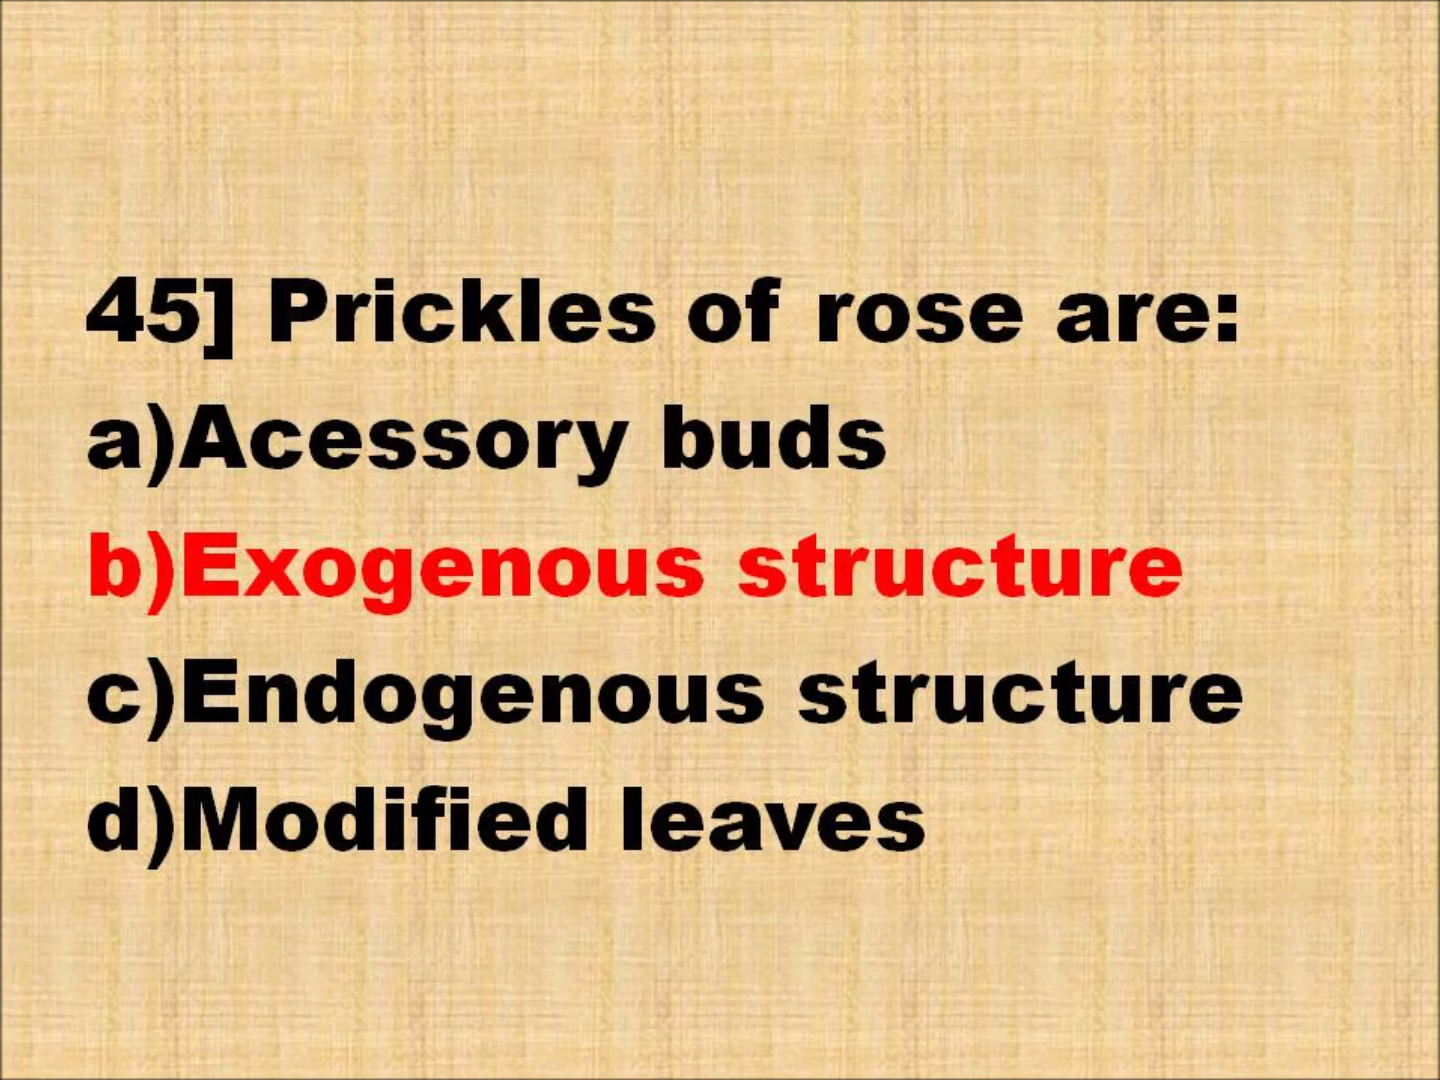 45] Prickles of rose are:
a)Acessory buds
b)Exogenous structure
c)Endogenous structure
d)Modified leaves